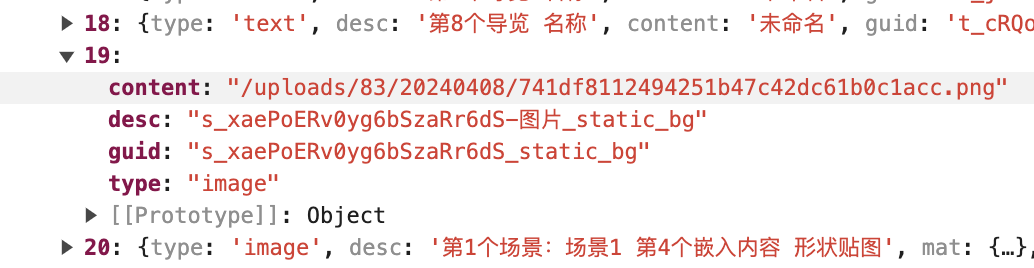 18: {type: 'text', desc: '第8个导览 名称', content: '未命名', guid: 't_cRQo
19:
content: "/uploads/83/20240408/741df8112494251b47c42dc61b0c1acc.png"
desc: "s_xaePoERv0yg6bSzaRr6dS-图片_static_bg"
guid: "s_xaePoERv0yg6bSzaRr6dS_static_bg"
type: "image"
[[Prototype]]: Object
20: {type: 'image', desc: '第1个场景：场景1 第4个嵌入内容 形状贴图', mat: {…},